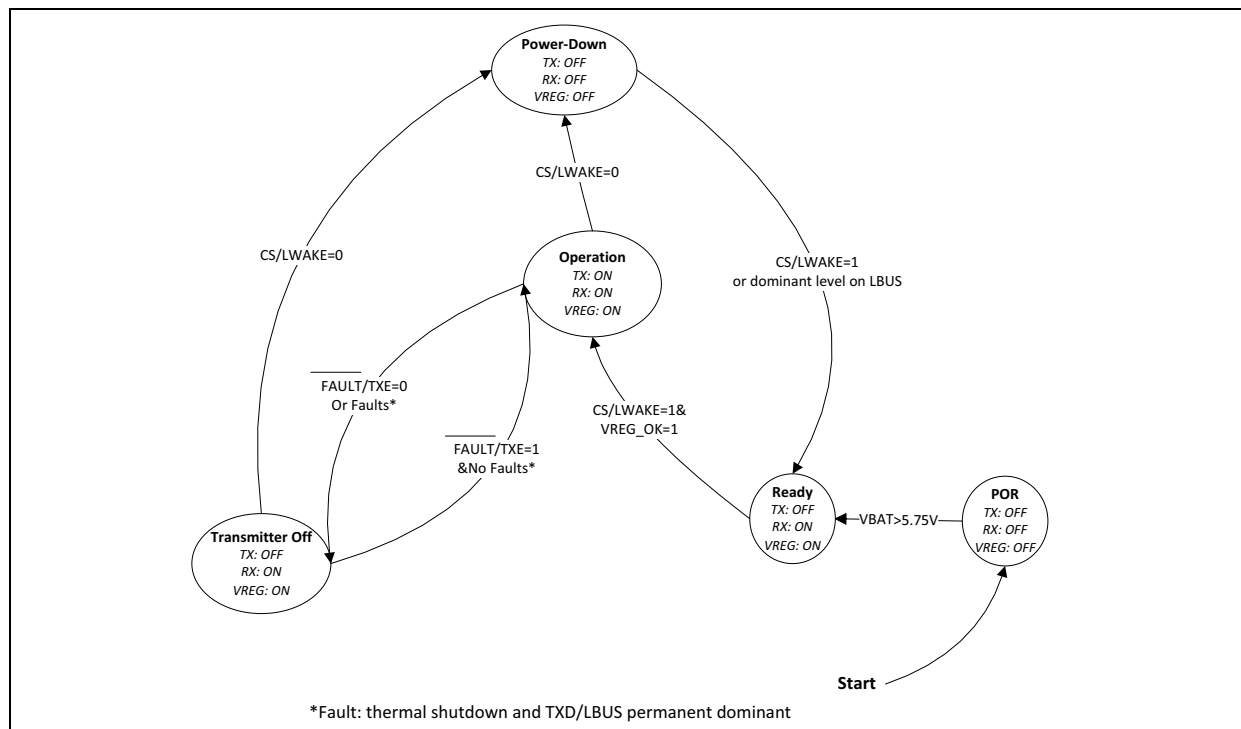 Power-Down
TX: OFF
RX: OFF
VREG: OFF
CS/LWAKE=0
CS/LWAKE=0
Operation
TX: ON
RX: ON
VREG: ON
CS/LWAKE=1
or dominant level on LBUS
FAULT/TXE=0
Or Faults*
CS/LWAKE=1&
VREG_OK=1
FAULT/TXE=1
&No Faults*
Ready
TX: OFF
RX: ON
VREG: ON
VBAT>5.75V
POR
TX: OFF
RX: OFF
VREG: OFF
Transmitter Off
TX: OFF
RX: ON
VREG: ON
Start
*Fault: thermal shutdown and TXD/LBUS permanent dominant